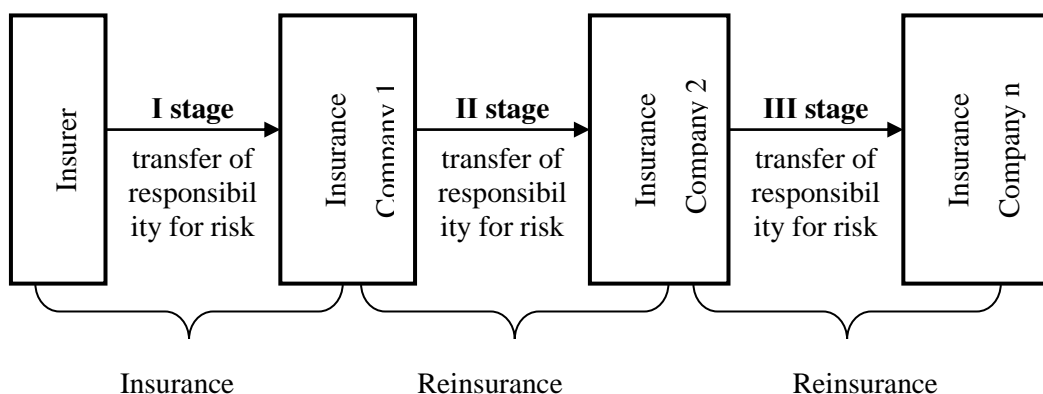 Insurer
I stage
transfer of
responsibil
ity for risk
Insurance
Company 1
II stage
transfer of
responsibil
ity for risk
Insurance
Company 2
III stage
transfer of
responsibil
ity for risk
Insurance
Company n
Insurance
Reinsurance
Reinsurance